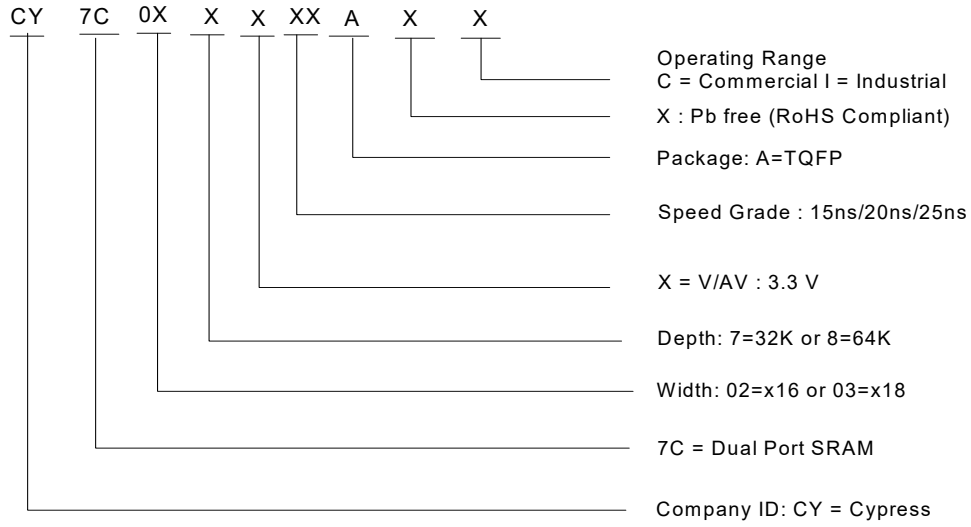 CY 7C 0X X X XX A X X
Operating Range
C = Commercial I = Industrial
X : Pb free (RoHS Compliant)
Package: A=TQFP
Speed Grade : 15ns/20ns/25ns
X = V/AV : 3.3 V
Depth: 7=32K or 8=64K
Width: 02=x16 or 03=x18
7C = Dual Port SRAM
Company ID: CY = Cypress